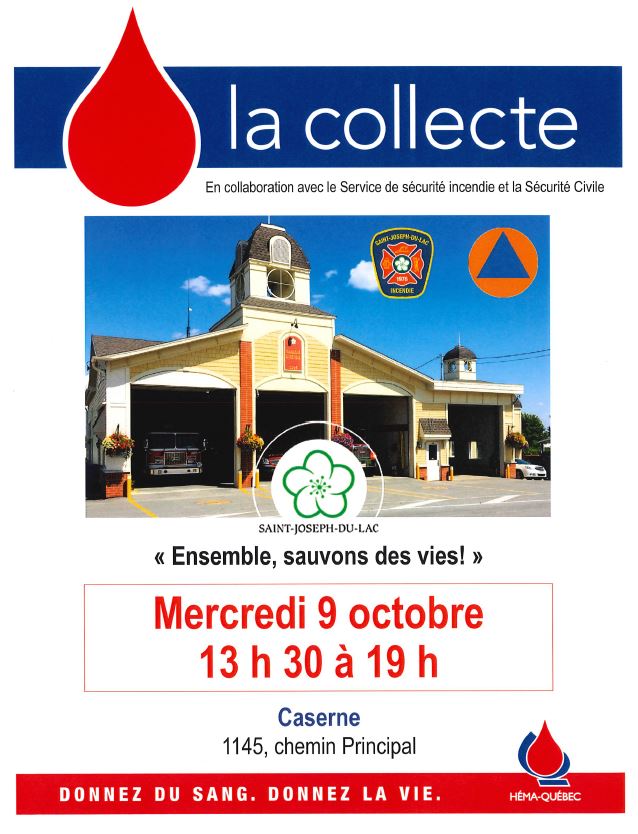 la collecte
En collaboration avec le Service de sécurité incendie et la Sécurité Civile
SAINT-JOSEPH-DU-LAC
1976
INCENDIE
SAINT-JOSEPH-DU-LAC
« Ensemble, sauvons des vies! »
Mercredi 9 octobre
13 h 30 à 19 h
Caserne
1145, chemin Principal
DONNEZ DU SANG. DONNEZ LA VIE.
HÉMA-QUÉBEC